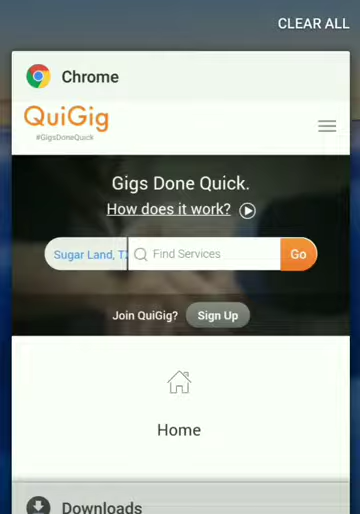 CLEAR ALL
Chrome
QuiGig
#GigsDoneQuick
Gigs Done Quick.
How does it work?
Sugar Land, T
Find Services
Go
Join QuiGig?
Sign Up
Home
Downloads